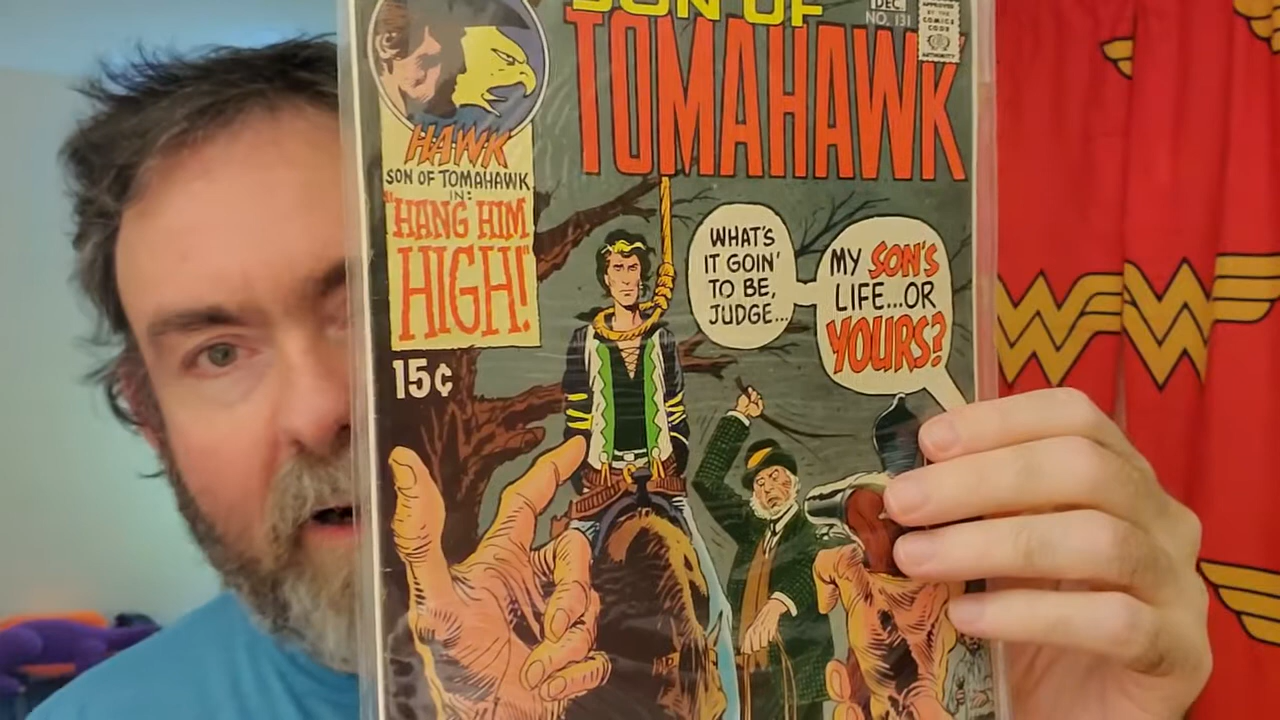 SON OF
TOMAHAWK
DEC.
NO. 131
APPROVED
BY THE
COMICS
CODE
AUTHORITY
HAWK
SON OF TOMAHAWK
IN:
"HANG HIM
HIGH!"
15¢
WHAT'S
IT GOIN'
TO BE,
JUDGE...
MY SON'S
LIFE...OR
YOURS?